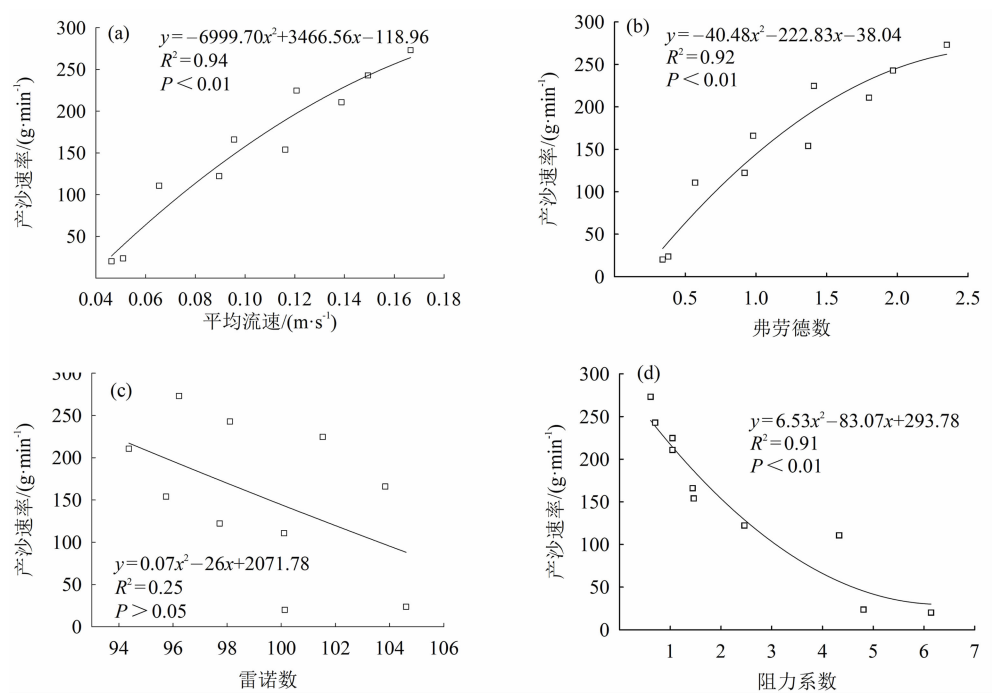 (a)
y=−6999.70x²+3466.56x−118.96
R²=0.94
P＜0.01
300
250
200
150
100
50
产沙速率/(g·min⁻¹)
0.04 0.06 0.08 0.10 0.12 0.14 0.16 0.18
平均流速/(m·s⁻¹)
(b)
y=−40.48x²−222.83x−38.04
R²=0.92
P＜0.01
300
250
200
150
100
50
0
产沙速率/(g·min⁻¹)
0.5 1.0 1.5 2.0 2.5
弗劳德数
(c)
300
250
200
150
100
50
0
产沙速率/(g·min⁻¹)
y=0.07x²−26x+2071.78
R²=0.25
P＞0.05
94 96 98 100 102 104 106
雷诺数
(d)
y=6.53x²−83.07x+293.78
R²=0.91
P＜0.01
300
250
200
150
100
50
0
产沙速率/(g·min⁻¹)
1 2 3 4 5 6 7
阻力系数